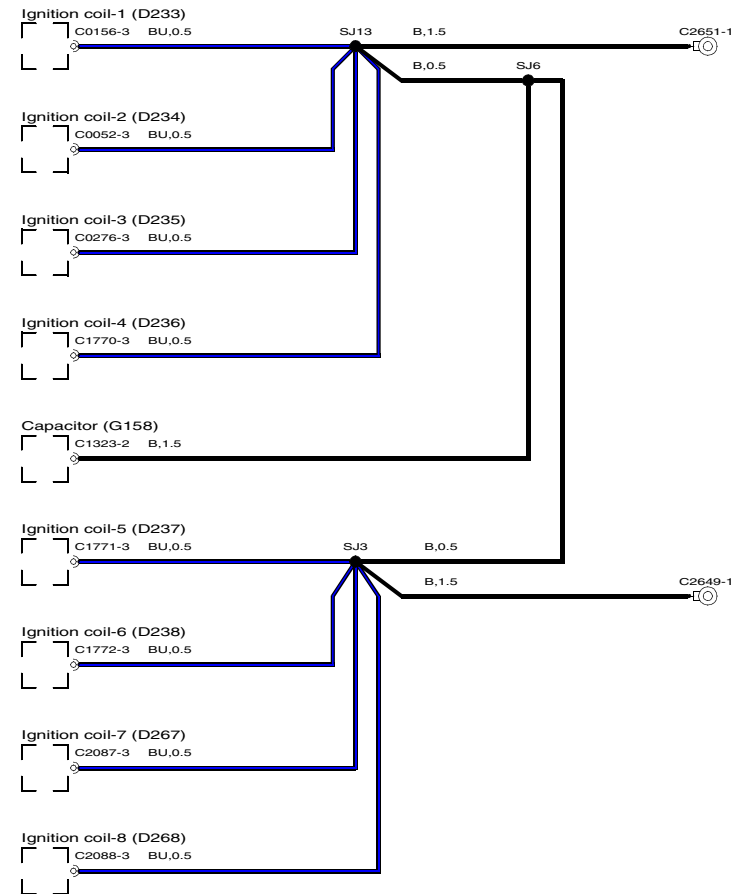 Ignition coil-1 (D233)
C0156-3 BU,0.5 SJ13 B,1.5 C2651-1
B,0.5 SJ6
Ignition coil-2 (D234)
C0052-3 BU,0.5
Ignition coil-3 (D235)
C0276-3 BU,0.5
Ignition coil-4 (D236)
C1770-3 BU,0.5
Capacitor (G158)
C1323-2 B,1.5
Ignition coil-5 (D237)
C1771-3 BU,0.5 SJ3 B,0.5
B,1.5 C2649-1
Ignition coil-6 (D238)
C1772-3 BU,0.5
Ignition coil-7 (D267)
C2087-3 BU,0.5
Ignition coil-8 (D268)
C2088-3 BU,0.5